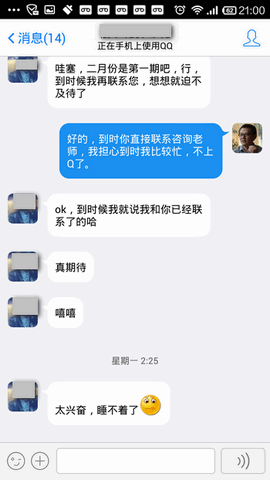 21:00
消息(14)
正在手机上使用QQ
哇塞，二月份是第一期吧，行，
到时候我再联系您，想想就迫不
及待了
好的，到时你直接联系咨询老
师，我担心到时我比较忙，不上
Q了。
ok，到时候我就说我和你已经联
系了的哈
真期待
嘻嘻
星期一 2:25
太兴奋，睡不着了